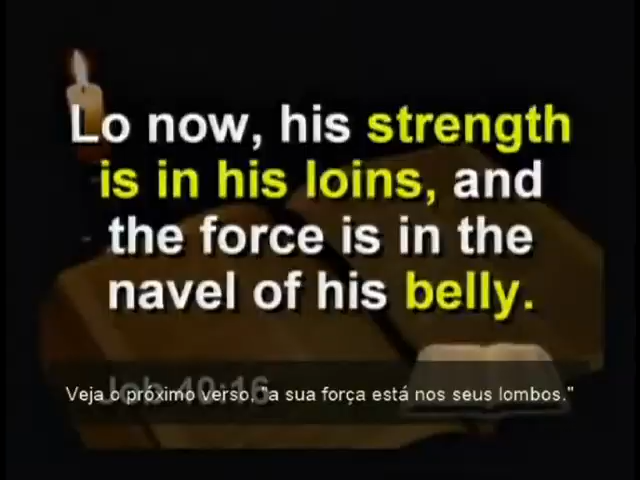 Lo now, his strength
is in his loins, and
the force is in the
navel of his belly.
Job 40:16
Veja o próximo verso, "a sua força está nos seus lombos."